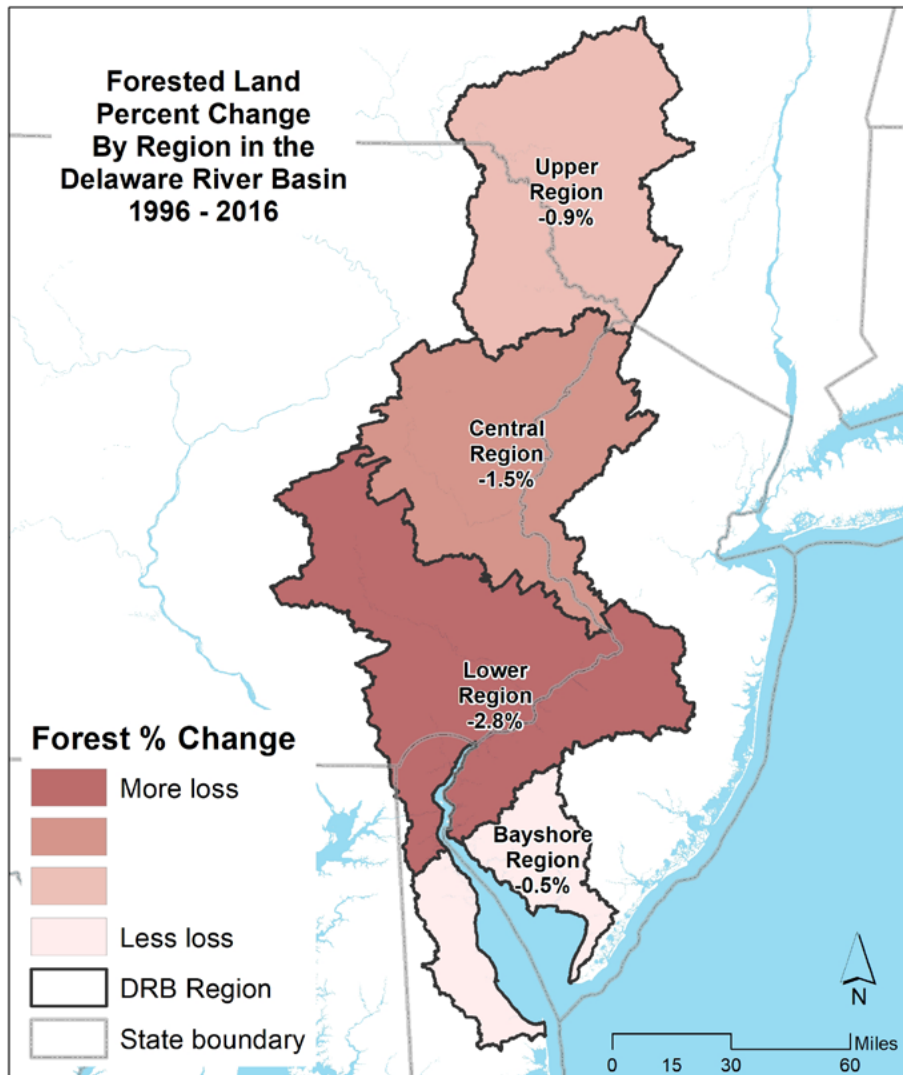 Forested Land
Percent Change
By Region in the
Delaware River Basin
1996 - 2016
Upper
Region
-0.9%
Central
Region
-1.5%
Lower
Region
-2.8%
Bayshore
Region
-0.5%
Forest % Change
More loss
Less loss
DRB Region
State boundary
N
Miles
0 15 30 60